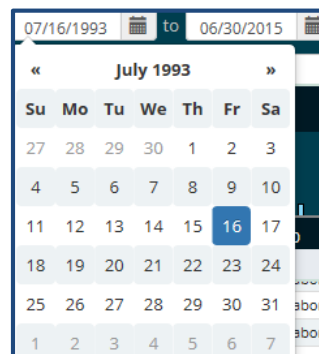 07/16/1993 to 06/30/2015
« July 1993 »
Su Mo Tu We Th Fr Sa
27 28 29 30 1 2 3
4 5 6 7 8 9 10
11 12 13 14 15 16 17
18 19 20 21 22 23 24
25 26 27 28 29 30 31 abo
1 2 3 4 5 6 7 abo